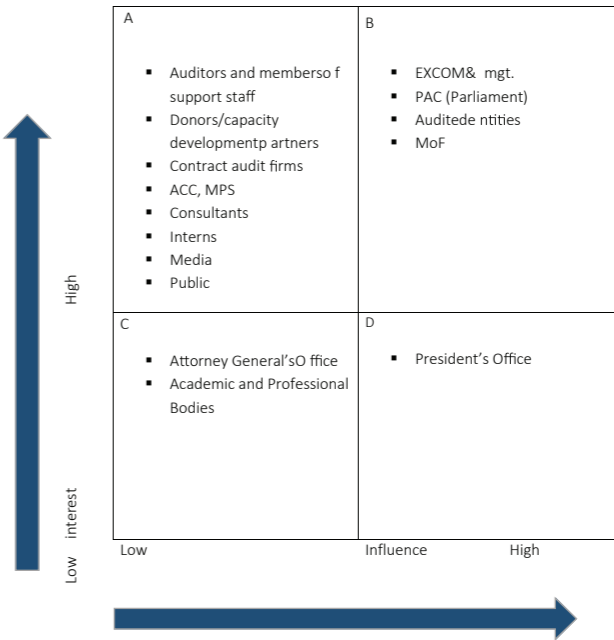 A
▪ Auditors and memberso f
support staff
▪ Donors/capacity
developmentp artners
▪ Contract audit firms
▪ ACC, MPS
▪ Consultants
▪ Interns
▪ Media
▪ Public
B
▪ EXCOM& mgt.
▪ PAC (Parliament)
▪ Auditede ntities
▪ MoF
High
C
▪ Attorney General'sO ffice
▪ Academic and Professional
Bodies
D
▪ President's Office
Low interest
Low
Influence
High